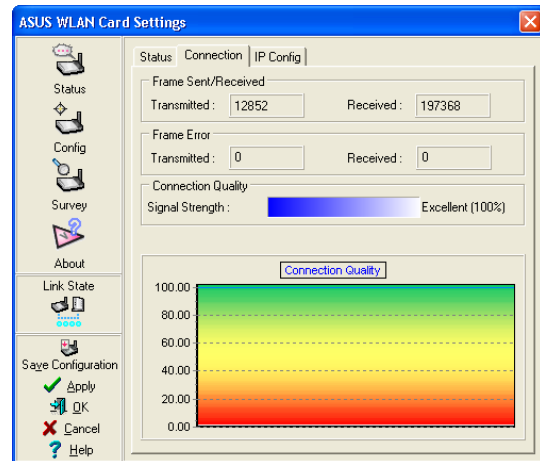 ASUS WLAN Card Settings
Status
Config
Survey
About
Link State
Save Configuration
Apply
OK
Cancel
Help
Status Connection IP Config
Frame Sent/Received
Transmitted : 12852 Received : 197368
Frame Error
Transmitted : 0 Received : 0
Connection Quality
Signal Strength : Excellent (100%)
Connection Quality
100.00
80.00
60.00
40.00
20.00
0.00